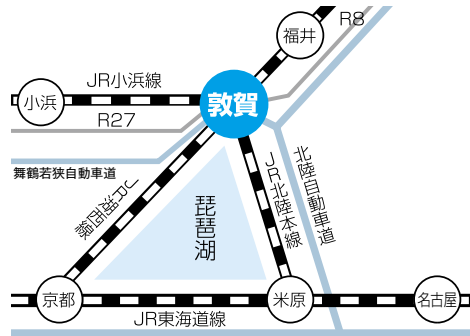 R8
福井
JR小浜線
小浜
敦賀
R27
舞鶴若狭自動車道
JR湖西線
琵琶湖
JR北陸本線
北陸自動車道
京都
米原
名古屋
JR東海道線